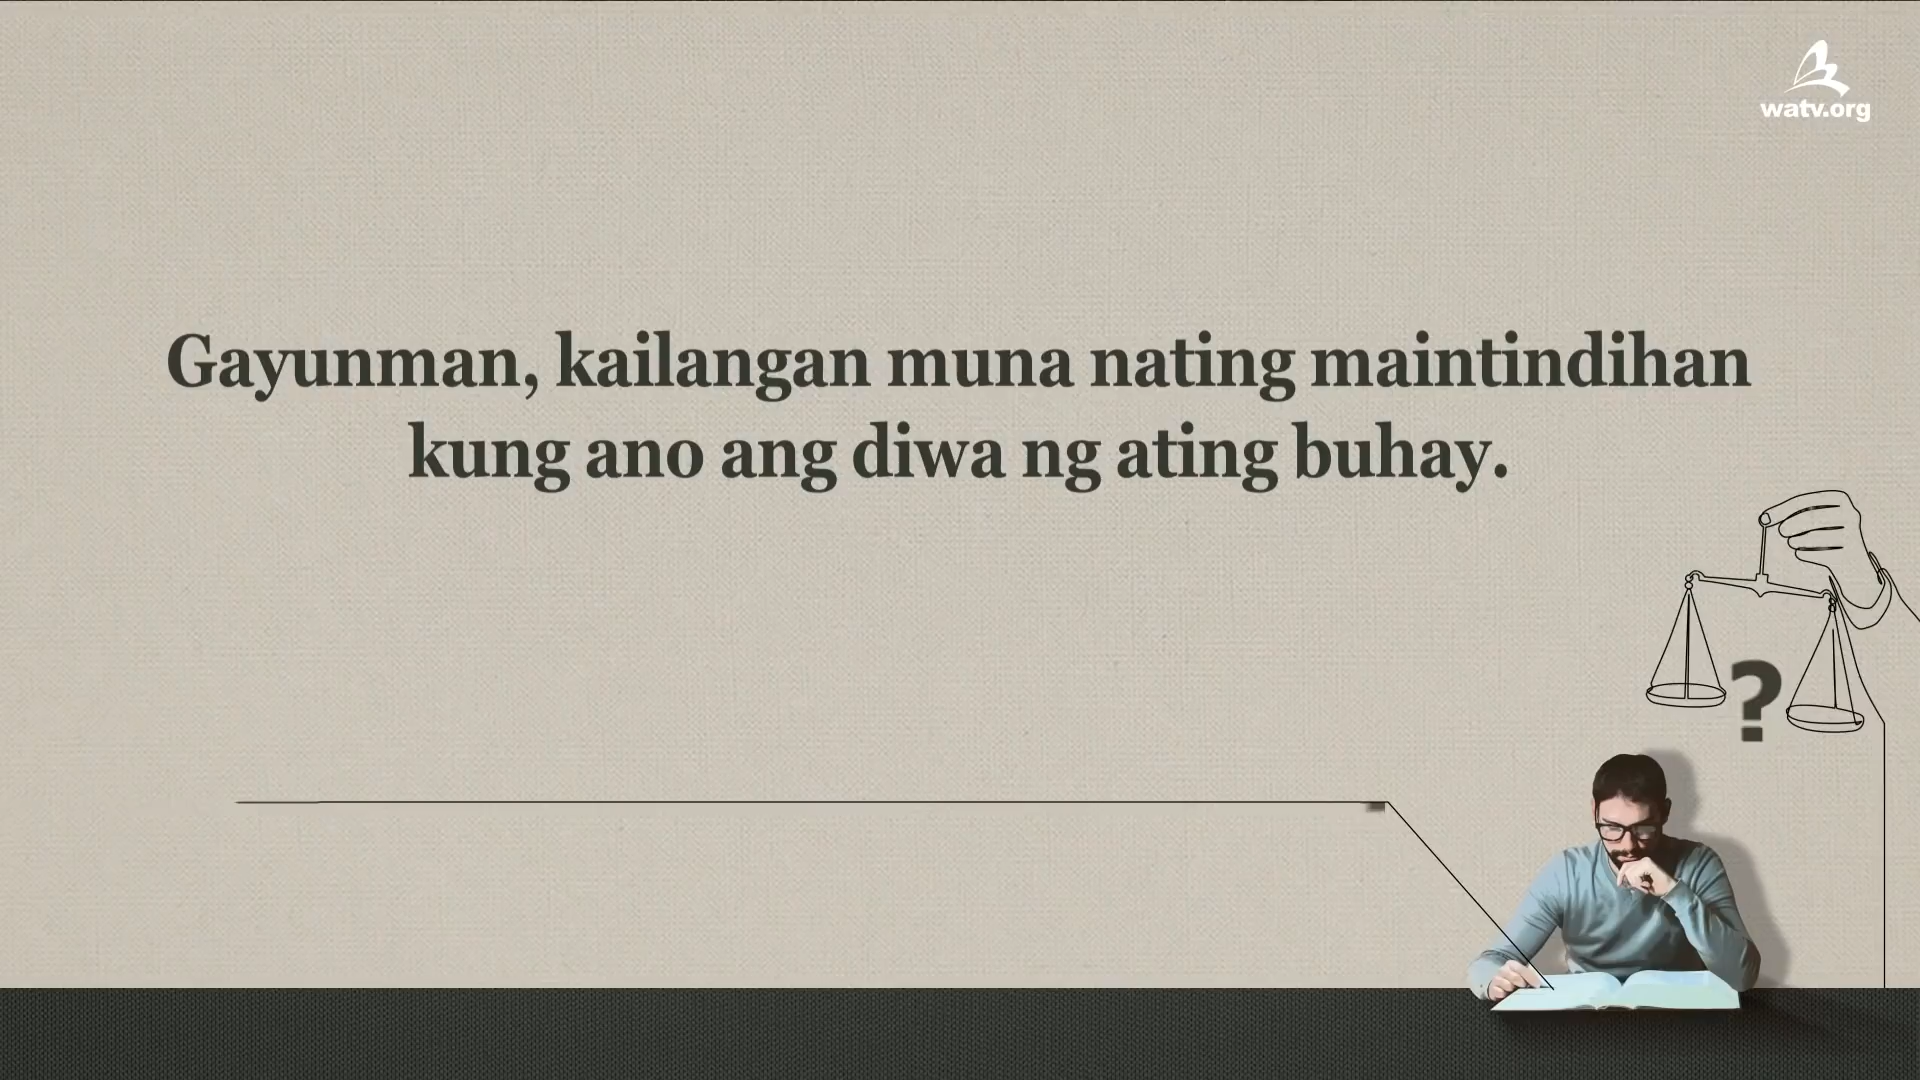 watv.org
Gayunman, kailangan muna nating maintindihan
kung ano ang diwa ng ating buhay.
?